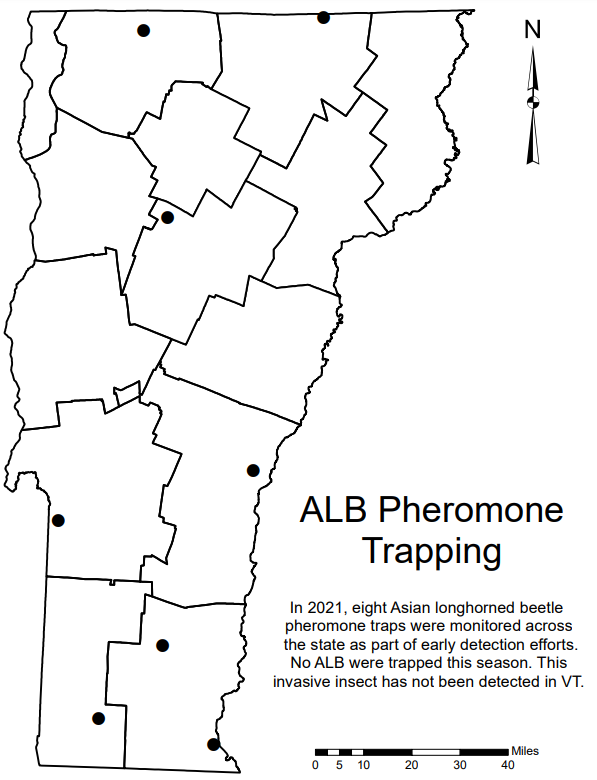 N
ALB Pheromone
Trapping
In 2021, eight Asian longhorned beetle
pheromone traps were monitored across
the state as part of early detection efforts.
No ALB were trapped this season. This
invasive insect has not been detected in VT.
Miles
0 5 10 20 30 40